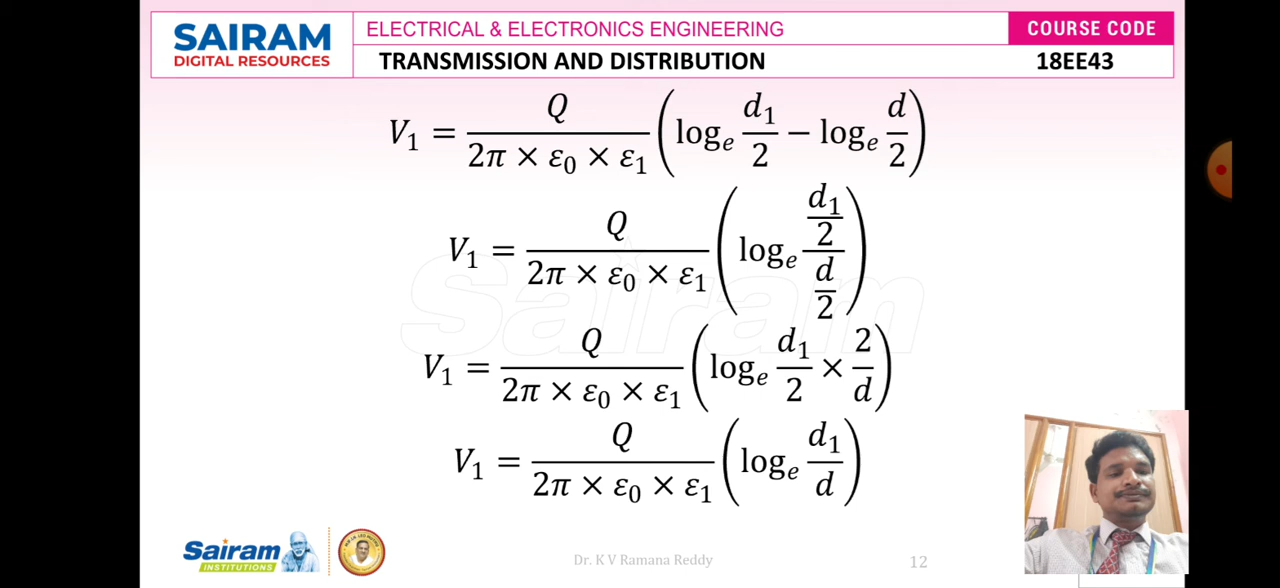 SAIRAM
DIGITAL RESOURCES
ELECTRICAL & ELECTRONICS ENGINEERING
COURSE CODE
TRANSMISSION AND DISTRIBUTION
18EE43
V₁ = Q / (2π × ε₀ × ε₁) (logₑ d₁/2 − logₑ d/2)
V₁ = Q / (2π × ε₀ × ε₁) (logₑ (d₁/2)/(d/2))
V₁ = Q / (2π × ε₀ × ε₁) (logₑ d₁/2 × 2/d)
V₁ = Q / (2π × ε₀ × ε₁) (logₑ d₁/d)
Sairam
Sairam
INSTITUTIONS
Dr. K V Ramana Reddy
12